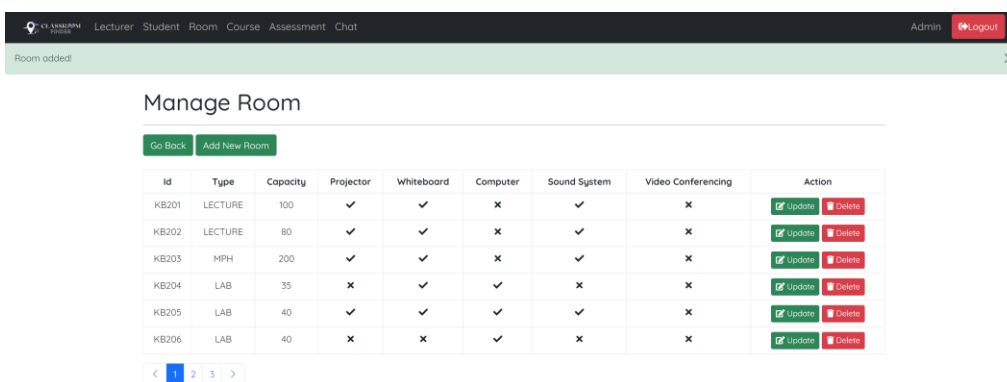 CLASSROOM FINDER Lecturer Student Room Course Assessment Chat Admin Logout
Room added!
Manage Room
Go Back Add New Room
Id Type Capacity Projector Whiteboard Computer Sound System Video Conferencing Action
KB201 LECTURE 100 Update Delete
KB202 LECTURE 80 Update Delete
KB203 MPH 200 Update Delete
KB204 LAB 35 Update Delete
KB205 LAB 40 Update Delete
KB206 LAB 40 Update Delete
1 2 3